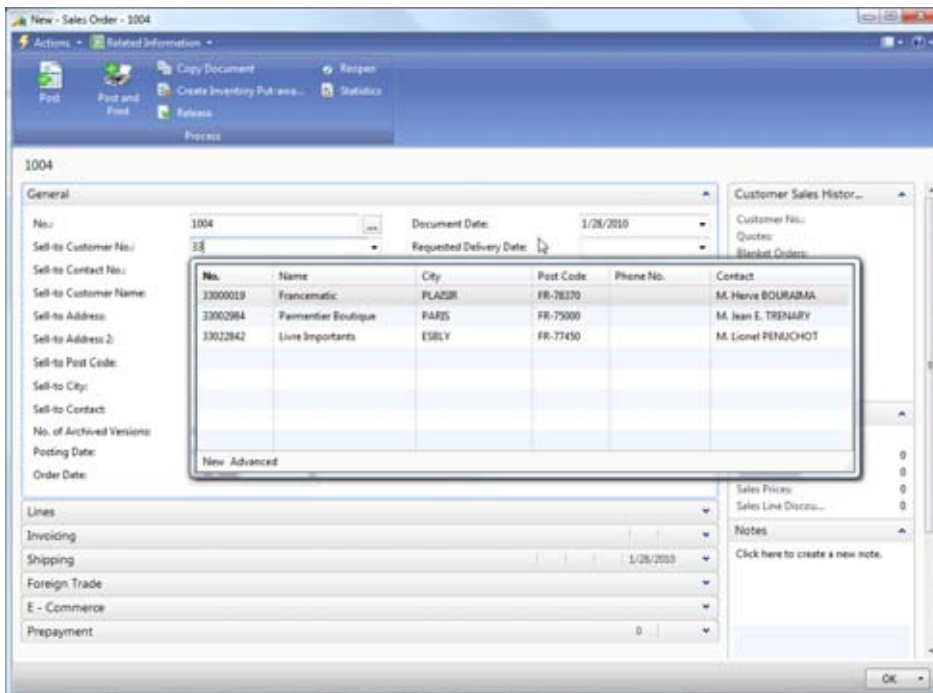 New - Sales Order - 1004
Actions Related Information
Post
Post and Print
Copy Document
Create Inventory Put-awa...
Release
Reopen
Statistics
Process
1004
General
No.: 1004 ... Document Date: 1/28/2010
Sell-to Customer No.: 33 Requested Delivery Date:
Sell-to Contact No.:
Sell-to Customer Name:
Sell-to Address:
Sell-to Address 2:
Sell-to Post Code:
Sell-to City:
Sell-to Contact:
No. of Archived Versions:
Posting Date:
Order Date:
No. Name City Post Code Phone No. Contact
33000019 Francematic PLAISIR FR-78370 M. Herve BOURAIMA
33002984 Parmentier Boutique PARIS FR-75000 M. Jean E. TRENARY
33022842 Livre Importants ESBLY FR-77450 M. Lionel PENUCHOT
New Advanced
Lines
Invoicing
Shipping 1/28/2010
Foreign Trade
E - Commerce
Prepayment 0
Customer Sales Histor...
Customer No.:
Quotes:
Blanket Orders:
0
0
Sales Prices: 0
Sales Line Discou... 0
Notes
Click here to create a new note.
OK